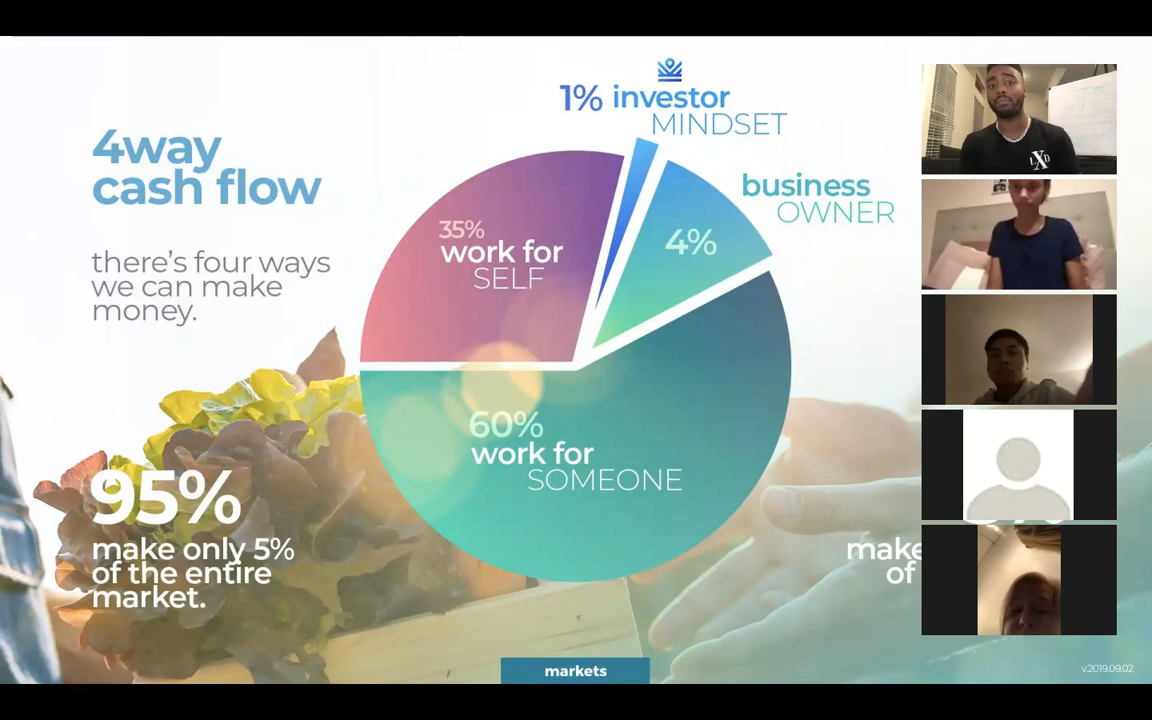 4way
cash flow
there's four ways
we can make
money.
95%
make only 5%
of the entire
market.
1% investor
MINDSET
business
OWNER
4%
35%
work for
SELF
60%
work for
SOMEONE
make
of
markets
v.2019.09.02
LXD